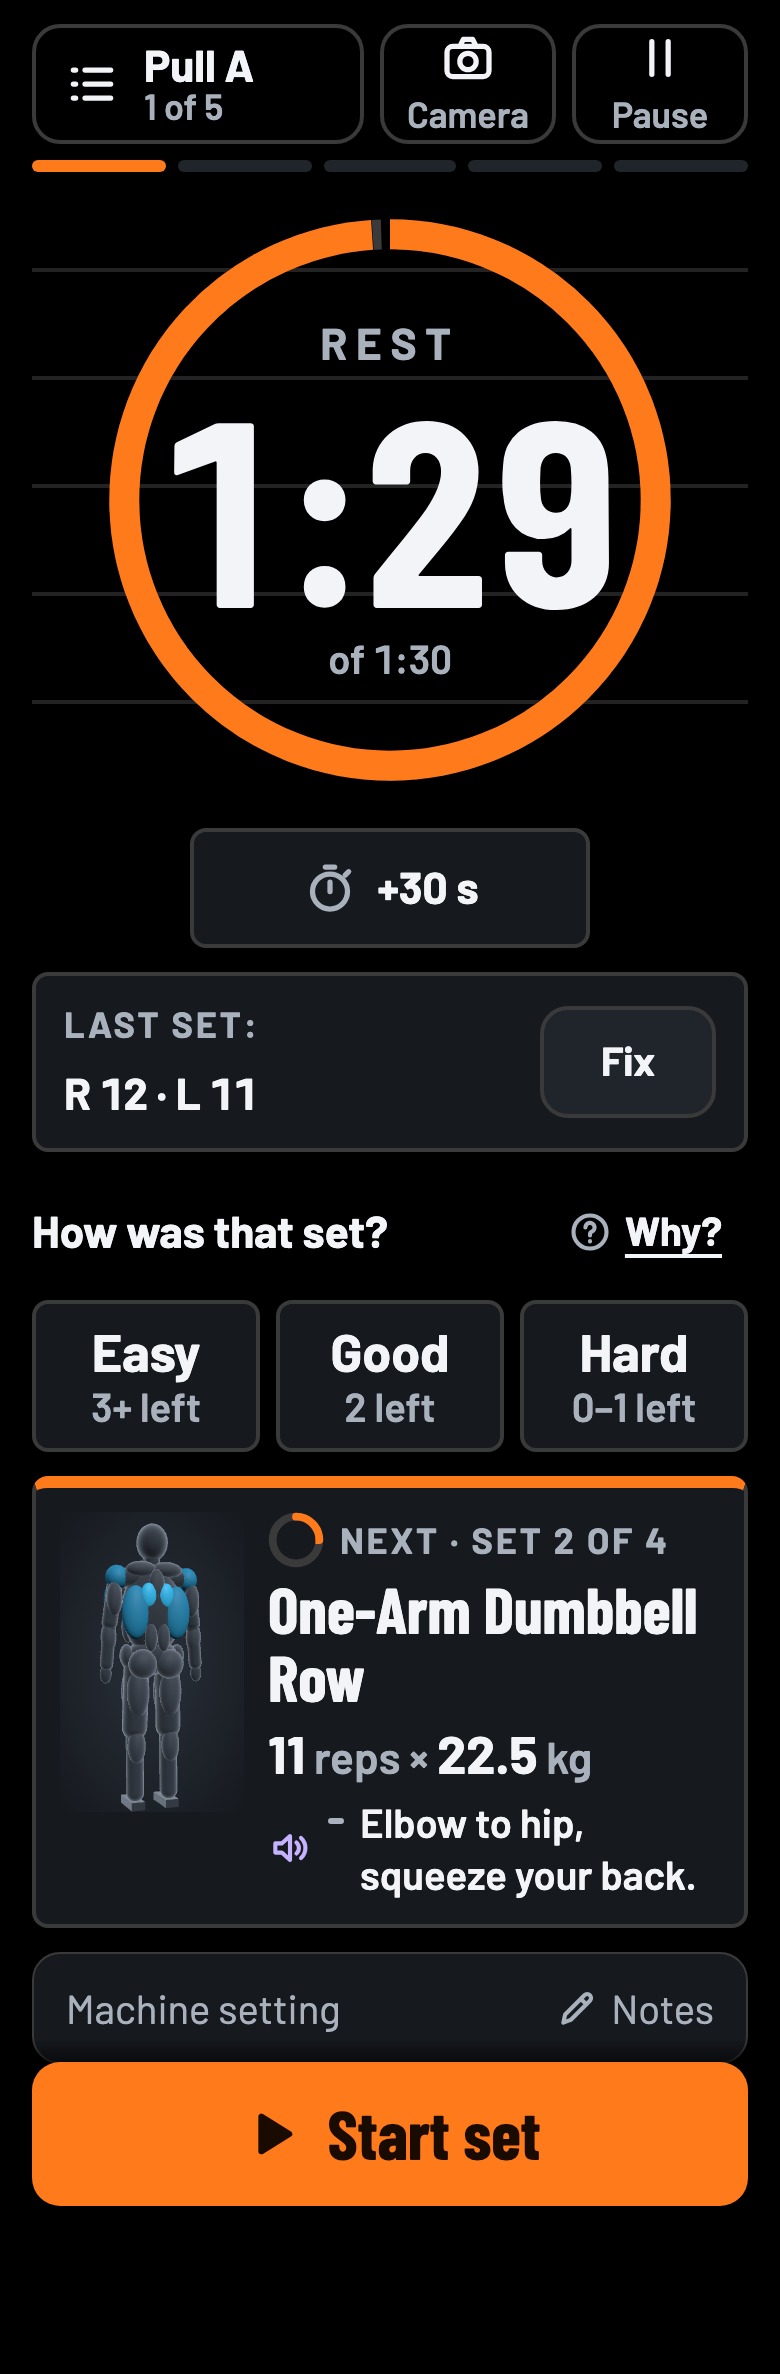 Pull A
1 of 5
Camera
Pause
REST
1:29
of 1:30
+30 s
LAST SET:
R 12 · L 11
Fix
How was that set?
Why?
Easy
3+ left
Good
2 left
Hard
0–1 left
NEXT · SET 2 OF 4
One-Arm Dumbbell
Row
11 reps × 22.5 kg
– Elbow to hip,
squeeze your back.
Machine setting
Notes
Start set